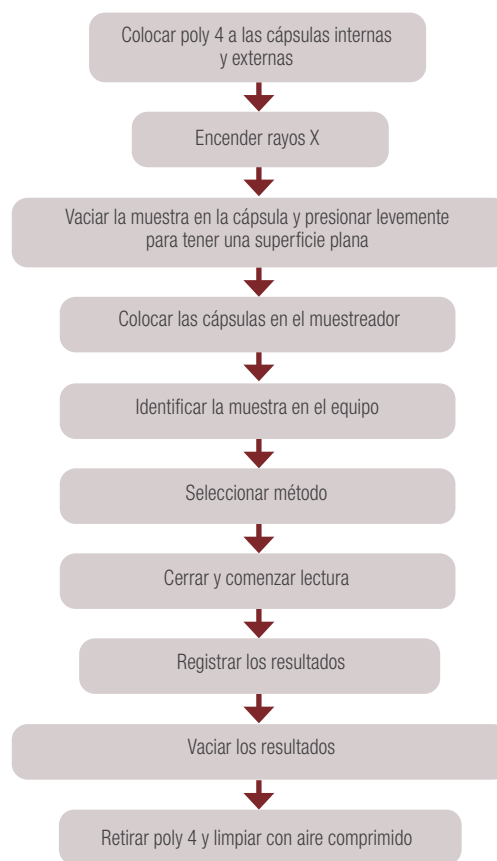 Colocar poly 4 a las cápsulas internas
y externas
Encender rayos X
Vaciar la muestra en la cápsula y presionar levemente
para tener una superficie plana
Colocar las cápsulas en el muestreador
Identificar la muestra en el equipo
Seleccionar método
Cerrar y comenzar lectura
Registrar los resultados
Vaciar los resultados
Retirar poly 4 y limpiar con aire comprimido